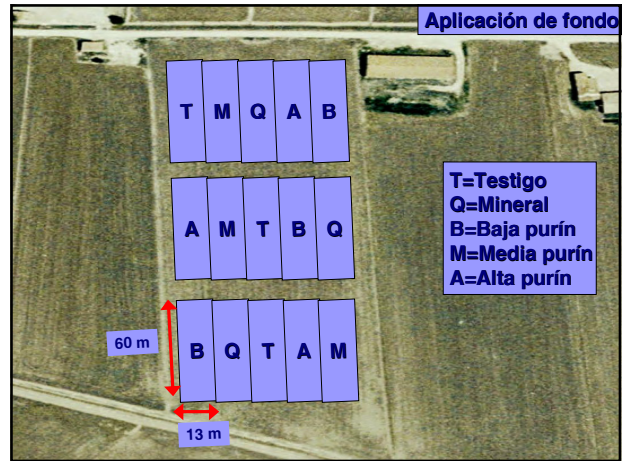 Aplicación de fondo
T M Q A B
T=Testigo
Q=Mineral
B=Baja purín
M=Media purín
A=Alta purín
A M T B Q
60 m
B Q T A M
13 m